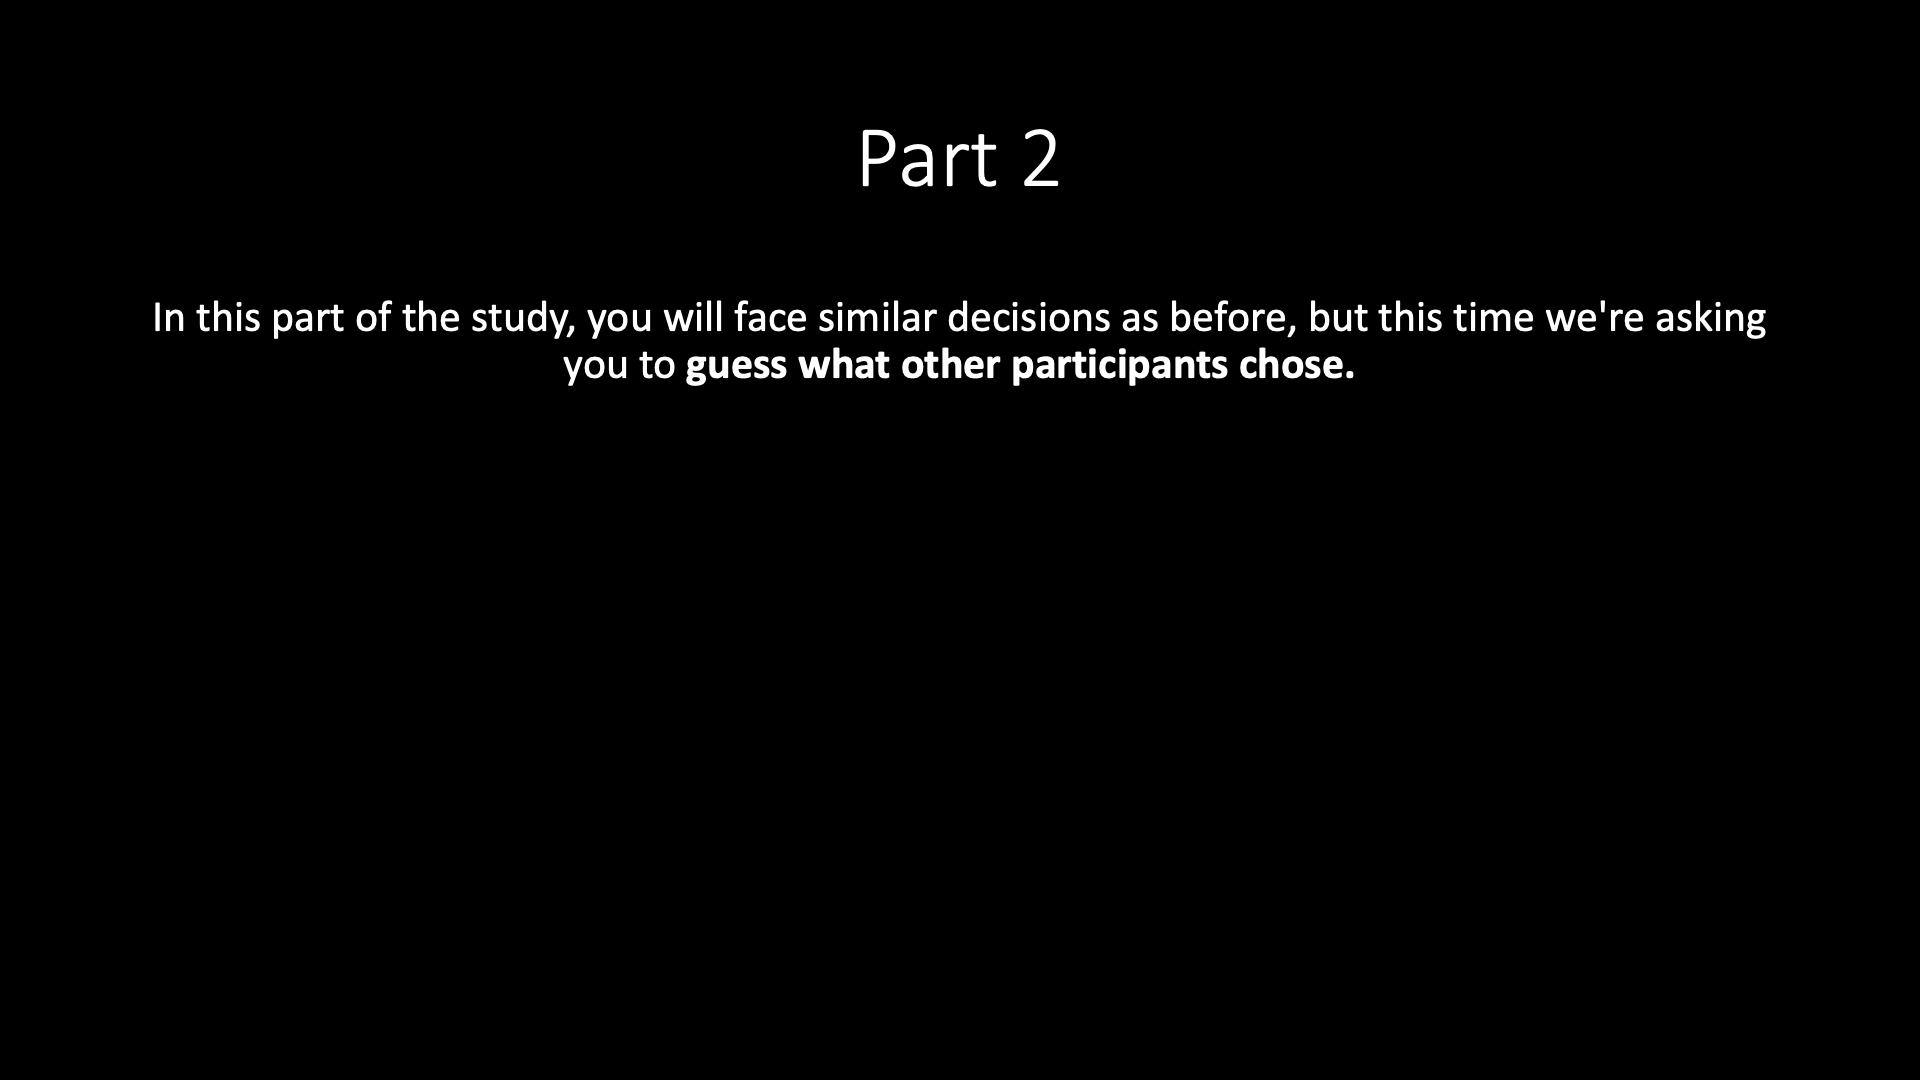 Part 2
In this part of the study, you will face similar decisions as before, but this time we're asking
you to guess what other participants chose.